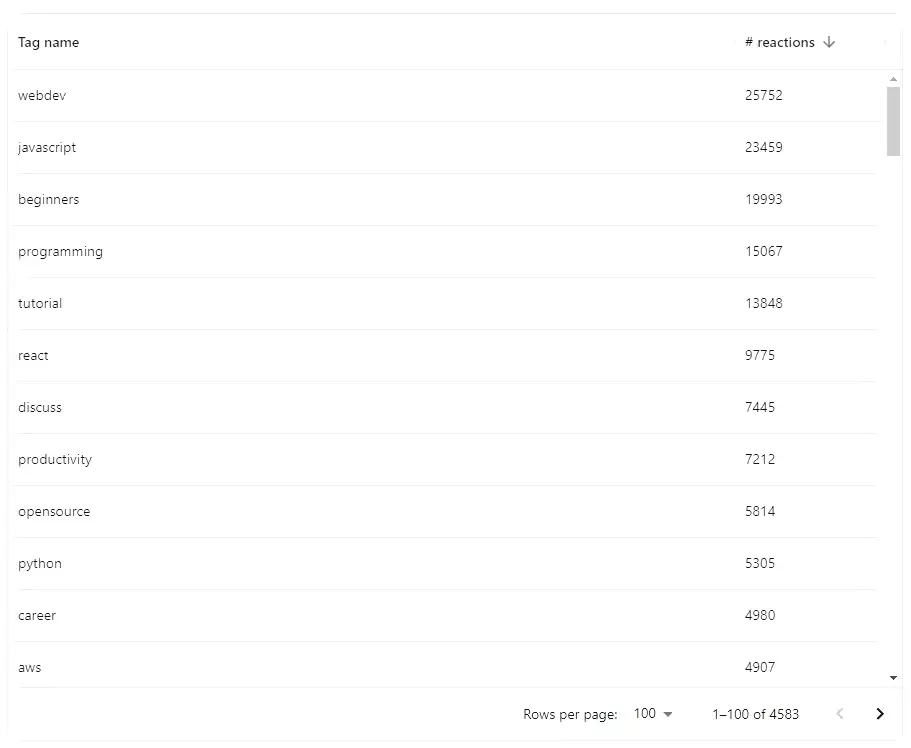 Tag name # reactions
webdev 25752
javascript 23459
beginners 19993
programming 15067
tutorial 13848
react 9775
discuss 7445
productivity 7212
opensource 5814
python 5305
career 4980
aws 4907
Rows per page: 100 1–100 of 4583